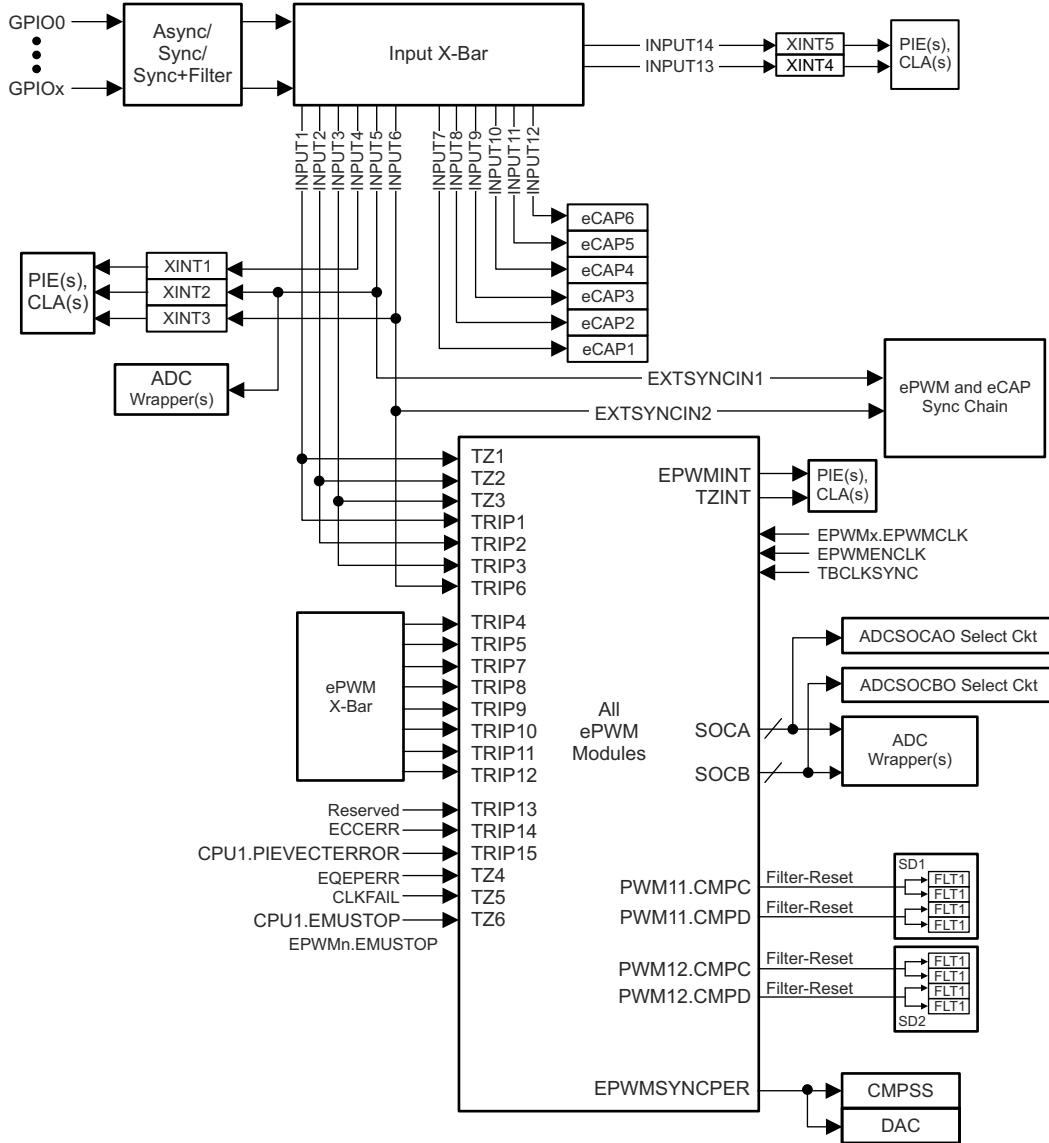 GPIO0
GPIOx
Async/
Sync/
Sync+Filter
Input X-Bar
INPUT14
INPUT13
XINT5
XINT4
PIE(s),
CLA(s)
INPUT1
INPUT2
INPUT3
INPUT4
INPUT5
INPUT6
INPUT7
INPUT8
INPUT9
INPUT10
INPUT11
INPUT12
eCAP6
eCAP5
eCAP4
eCAP3
eCAP2
eCAP1
PIE(s),
CLA(s)
XINT1
XINT2
XINT3
ADC
Wrapper(s)
EXTSYNCIN1
EXTSYNCIN2
ePWM and eCAP
Sync Chain
TZ1
TZ2
TZ3
TRIP1
TRIP2
TRIP3
TRIP6
EPWMINT
TZINT
PIE(s),
CLA(s)
EPWMx.EPWMCLK
EPWMENCLK
TBCLKSYNC
ePWM
X-Bar
TRIP4
TRIP5
TRIP7
TRIP8
TRIP9
TRIP10
TRIP11
TRIP12
All
ePWM
Modules
SOCA
SOCB
ADCSOCAO Select Ckt
ADCSOCBO Select Ckt
ADC
Wrapper(s)
Reserved
ECCERR
CPU1.PIEVECTERROR
EQEPERR
CLKFAIL
CPU1.EMUSTOP
EPWMn.EMUSTOP
TRIP13
TRIP14
TRIP15
TZ4
TZ5
TZ6
PWM11.CMPC
PWM11.CMPD
PWM12.CMPC
PWM12.CMPD
Filter-Reset
Filter-Reset
Filter-Reset
Filter-Reset
SD1
FLT1
FLT1
FLT1
FLT1
FLT1
FLT1
FLT1
FLT1
SD2
EPWMSYNCPER
CMPSS
DAC